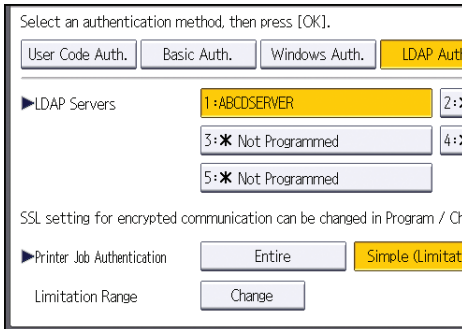 Select an authentication method, then press [OK].
User Code Auth. Basic Auth. Windows Auth. LDAP Auth
►LDAP Servers 1:ABCDSERVER 2:
3:✱ Not Programmed 4:
5:✱ Not Programmed
SSL setting for encrypted communication can be changed in Program / Ch
►Printer Job Authentication Entire Simple (Limitat
Limitation Range Change